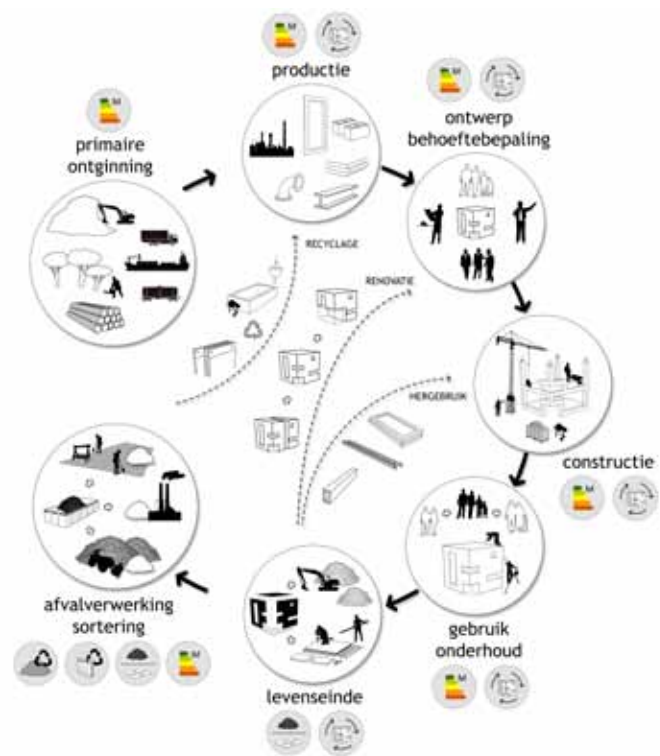 productie
ontwerp
behoeftebepaling
primaire
ontginning
RECYCLAGE
RENOVATIE
HERGEBRUIK
constructie
afvalverwerking
sortering
gebruik
onderhoud
levenseinde
M
M
M
M
M
M